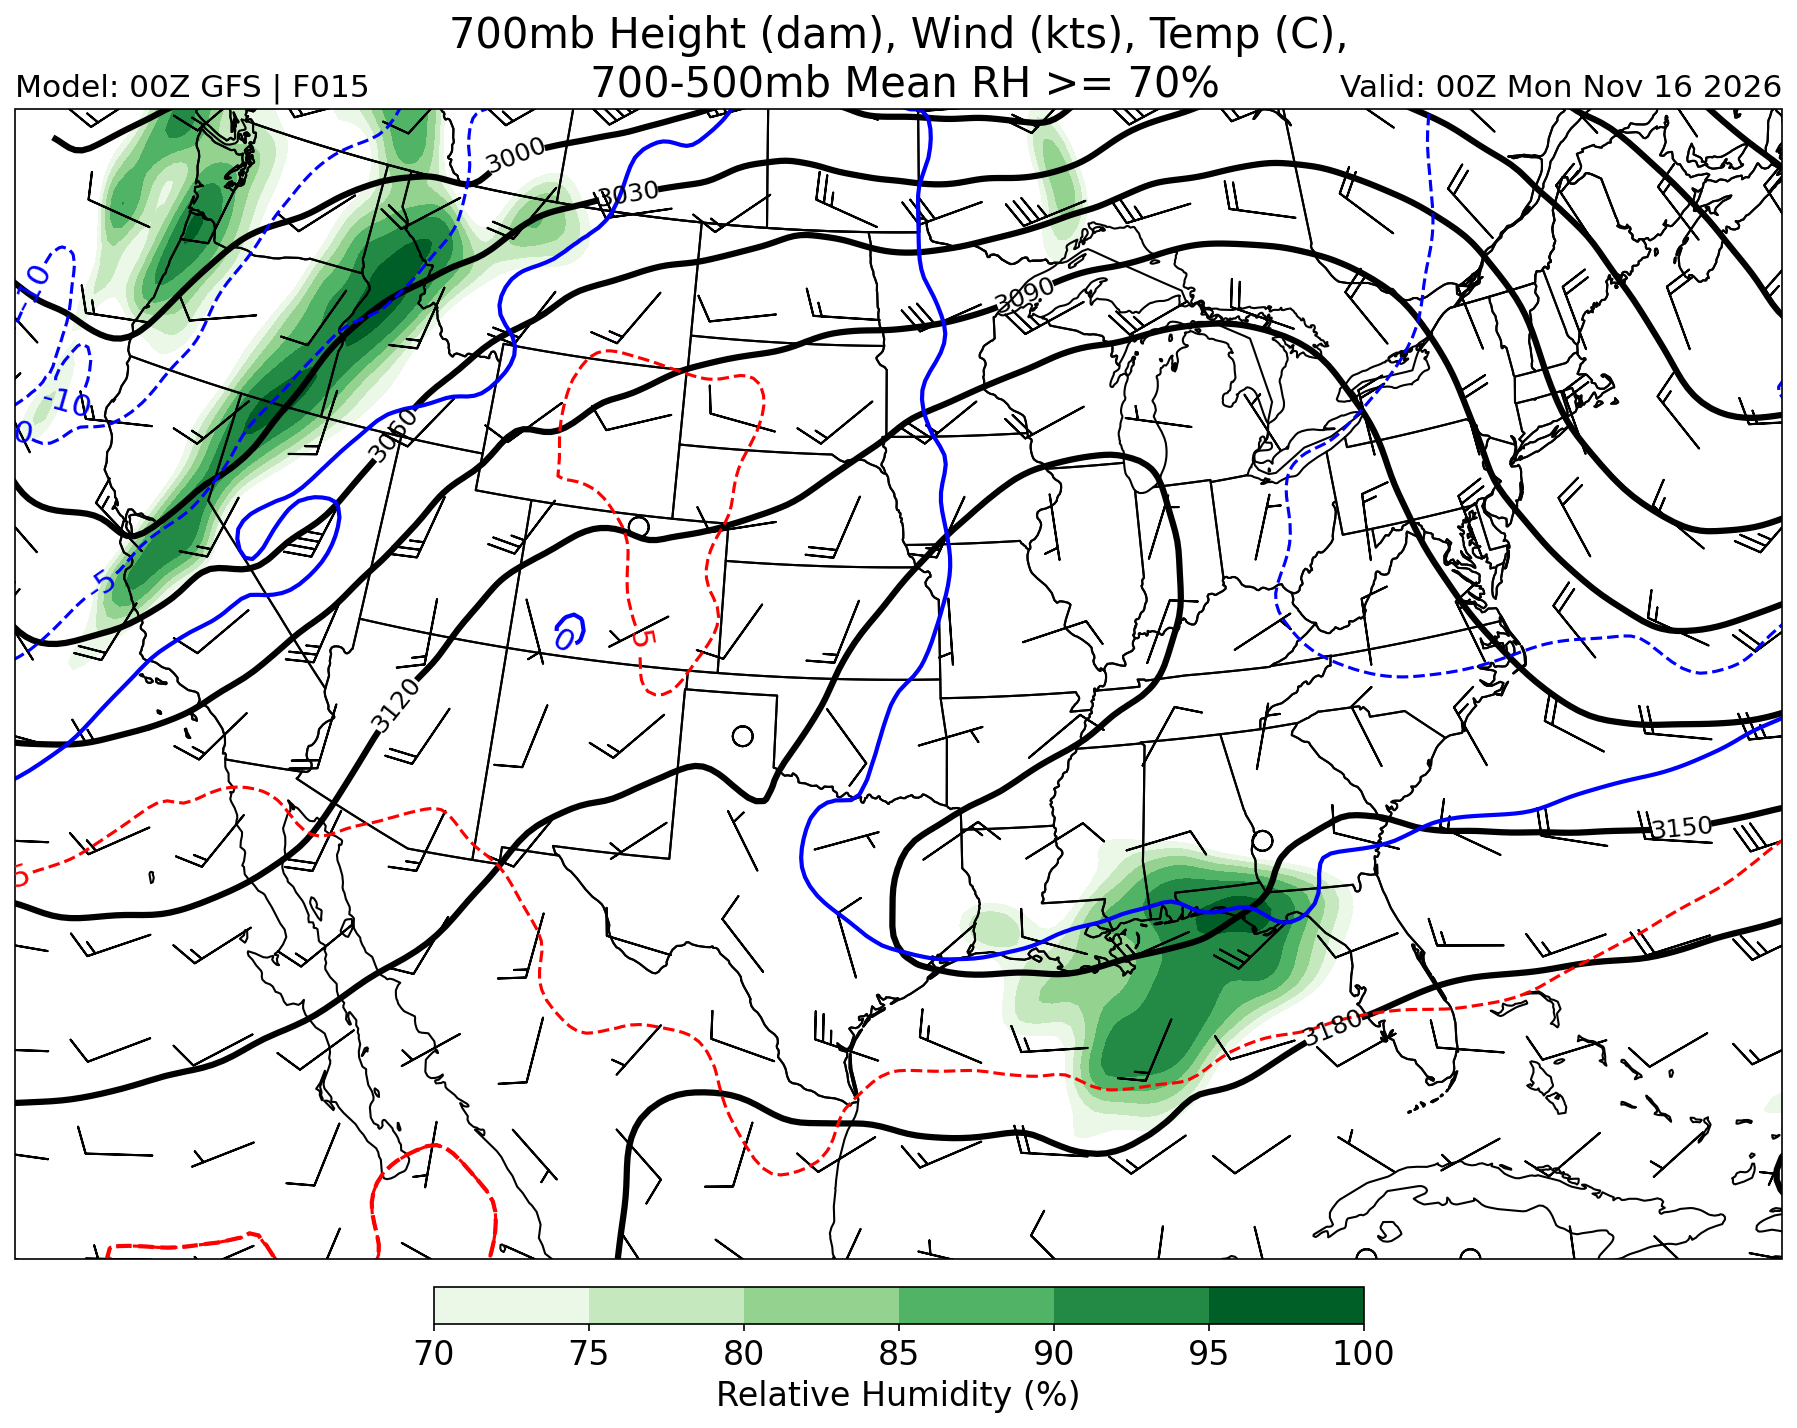 700mb Height (dam), Wind (kts), Temp (C),
700-500mb Mean RH >= 70%
Model: 00Z GFS | F015
Valid: 00Z Mon Nov 16 2026
3000
3030
-10
3090
-10
0
3060
-5
5
0
3120
3150
5
3180
70 75 80 85 90 95 100
Relative Humidity (%)